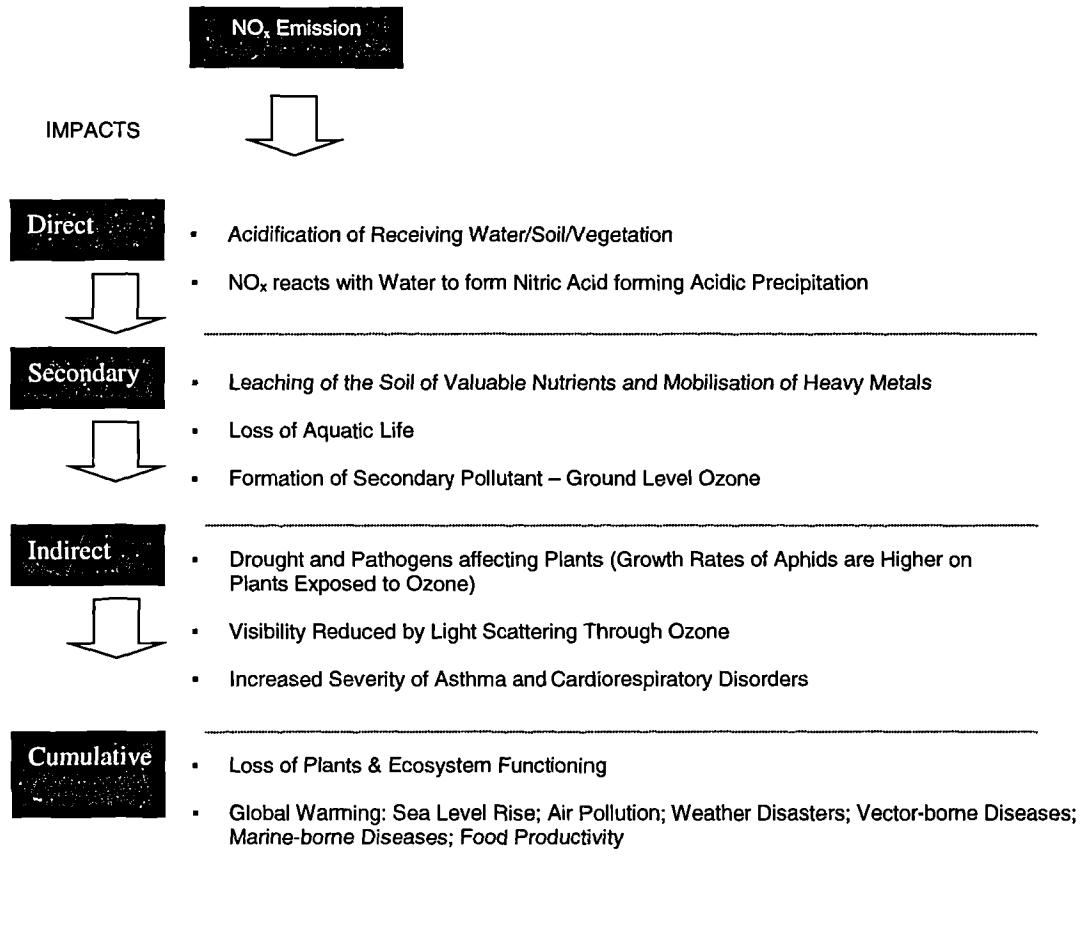 NOx Emission
IMPACTS
Direct
▪ Acidification of Receiving Water/Soil/Vegetation
▪ NOx reacts with Water to form Nitric Acid forming Acidic Precipitation
Secondary
▪ Leaching of the Soil of Valuable Nutrients and Mobilisation of Heavy Metals
▪ Loss of Aquatic Life
▪ Formation of Secondary Pollutant – Ground Level Ozone
Indirect
▪ Drought and Pathogens affecting Plants (Growth Rates of Aphids are Higher on
Plants Exposed to Ozone)
▪ Visibility Reduced by Light Scattering Through Ozone
▪ Increased Severity of Asthma and Cardiorespiratory Disorders
Cumulative
▪ Loss of Plants & Ecosystem Functioning
▪ Global Warming: Sea Level Rise; Air Pollution; Weather Disasters; Vector-borne Diseases;
Marine-borne Diseases; Food Productivity